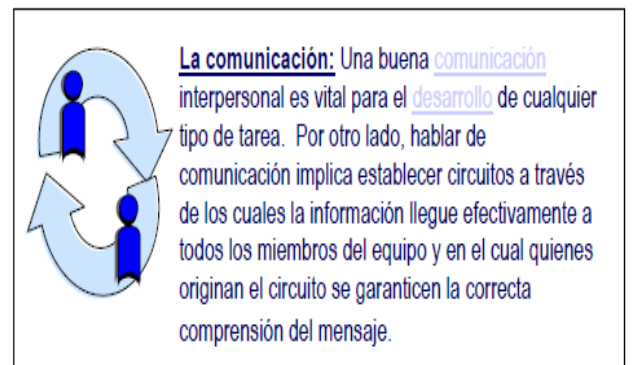 La comunicación: Una buena comunicación
interpersonal es vital para el desarrollo de cualquier
tipo de tarea. Por otro lado, hablar de
comunicación implica establecer circuitos a través
de los cuales la información llegue efectivamente a
todos los miembros del equipo y en el cual quienes
originan el circuito se garanticen la correcta
comprensión del mensaje.